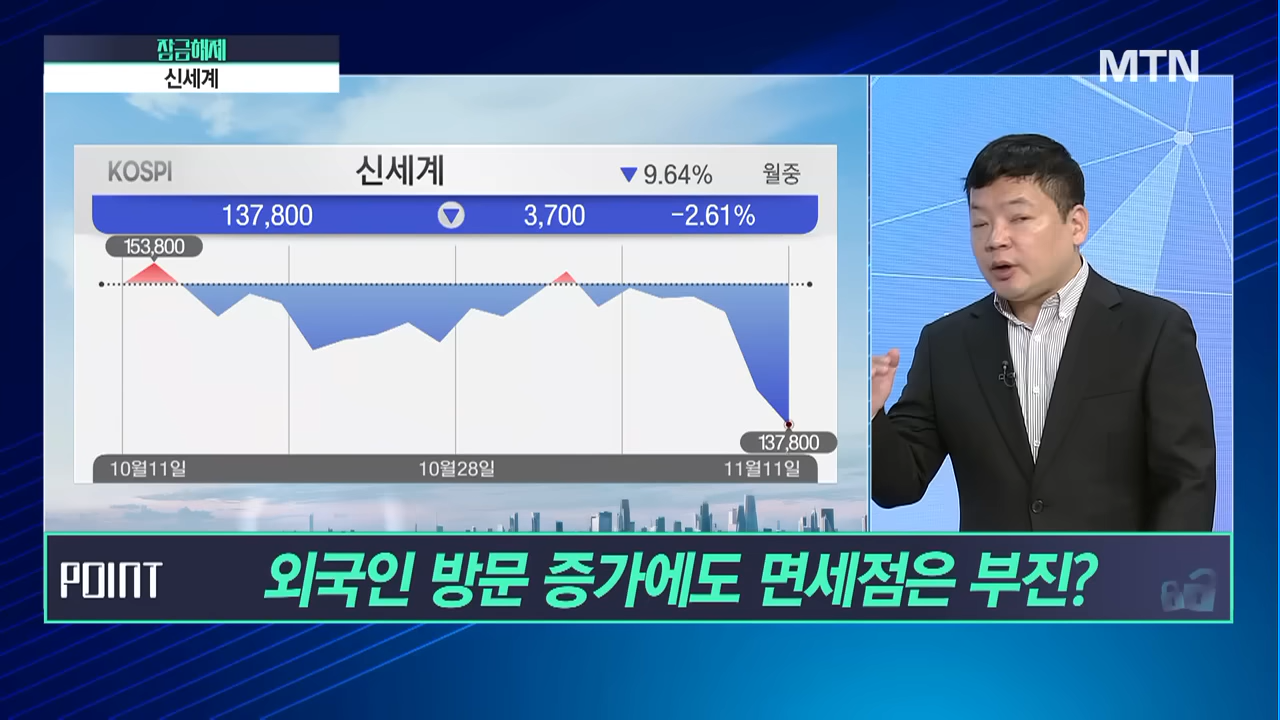 잠금해제
신세계
MTN
KOSPI 신세계 ▼ 9.64% 월중
137,800 ▽ 3,700 -2.61%
153,800
137,800
10월11일 10월28일 11월11일
POINT 외국인 방문 증가에도 면세점은 부진?